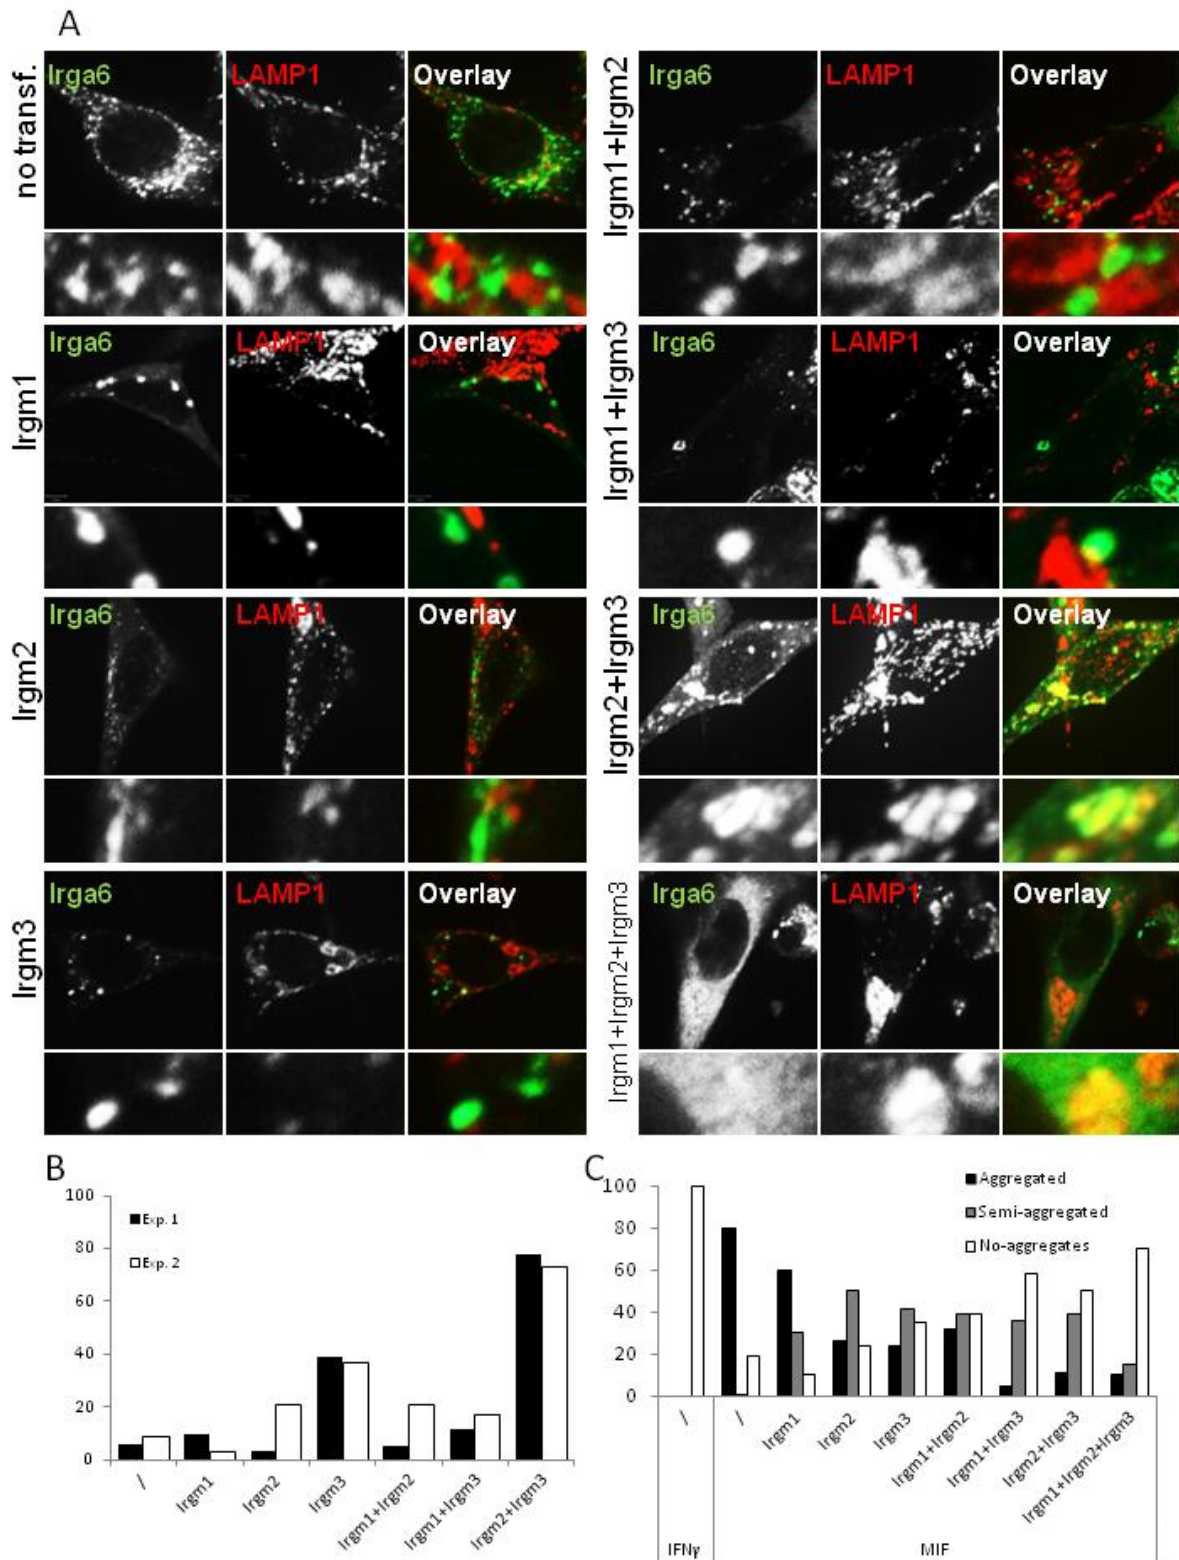 A
no transf.
Irga6 LAMP1 Overlay
Irgm1+Irgm2
Irga6 LAMP1 Overlay
Irgm1
Irga6 LAMP1 Overlay
Irgm1+Irgm3
Irga6 LAMP1 Overlay
Irgm2
Irga6 LAMP1 Overlay
Irgm2+Irgm3
Irga6 LAMP1 Overlay
Irgm3
Irga6 LAMP1 Overlay
Irgm1+Irgm2+Irgm3
Irga6 LAMP1 Overlay
B
100
80
60
40
20
0
Exp. 1
Exp. 2
/
Irgm1
Irgm2
Irgm3
Irgm1+Irgm2
Irgm1+Irgm3
Irgm2+Irgm3
C
100
80
60
40
20
0
Aggregated
Semi-aggregated
No-aggregates
/
/
Irgm1
Irgm2
Irgm3
Irgm1+Irgm2
Irgm1+Irgm3
Irgm2+Irgm3
Irgm1+Irgm2+Irgm3
IFNγ
MIF